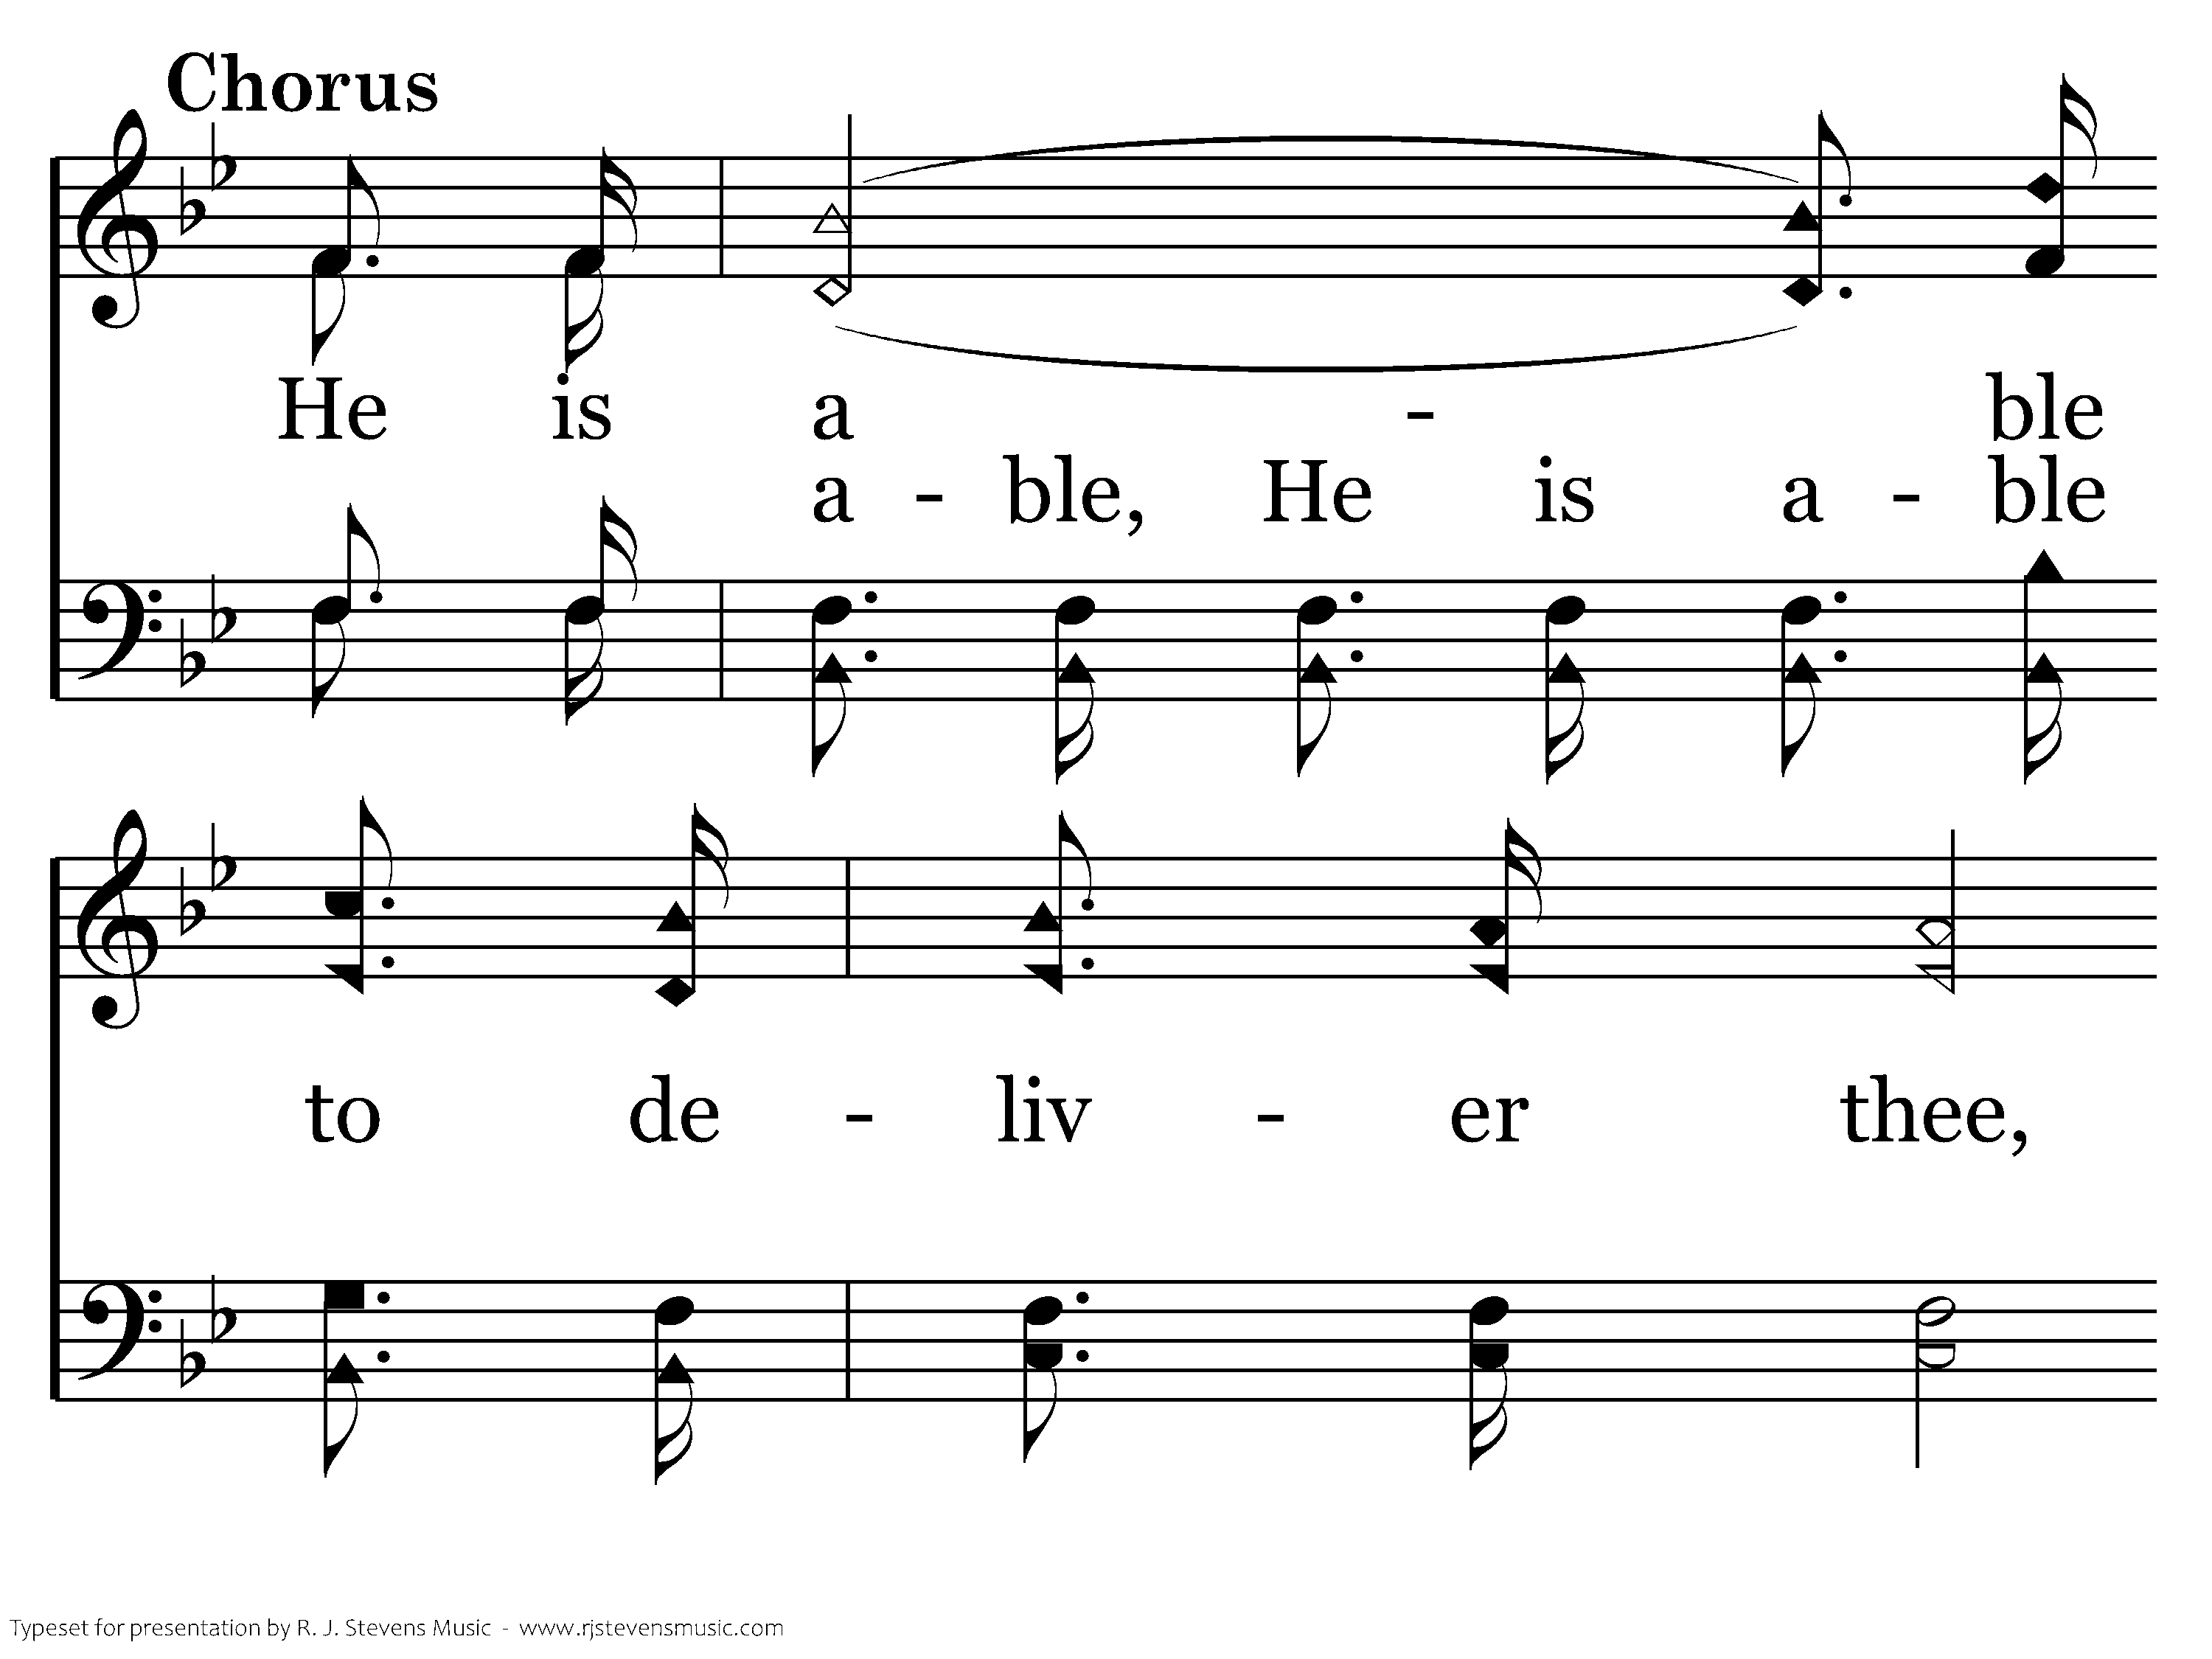 Chorus
He is a - ble
a - ble, He is a - ble
to de - liv - er thee,
Typeset for presentation by R. J. Stevens Music - www.rjstevensmusic.com